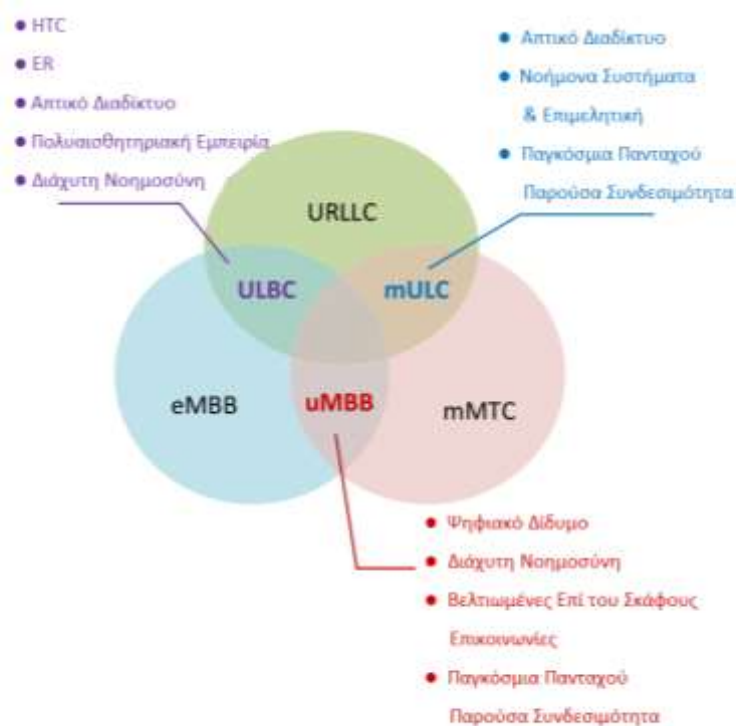 ● HTC
● ER
● Απτικό Διαδίκτυο
● Πολυαισθητηριακή Εμπειρία
● Διάχυτη Νοημοσύνη
● Απτικό Διαδίκτυο
● Νοήμονα Συστήματα
& Επιμελητική
● Παγκόσμια Πανταχού
Παρούσα Συνδεσιμότητα
URLLC
ULBC
mULC
eMBB
uMBB
mMTC
● Ψηφιακό Δίδυμο
● Διάχυτη Νοημοσύνη
● Βελτιωμένες Επί του Σκάφους
Επικοινωνίες
● Παγκόσμια Πανταχού
Παρούσα Συνδεσιμότητα